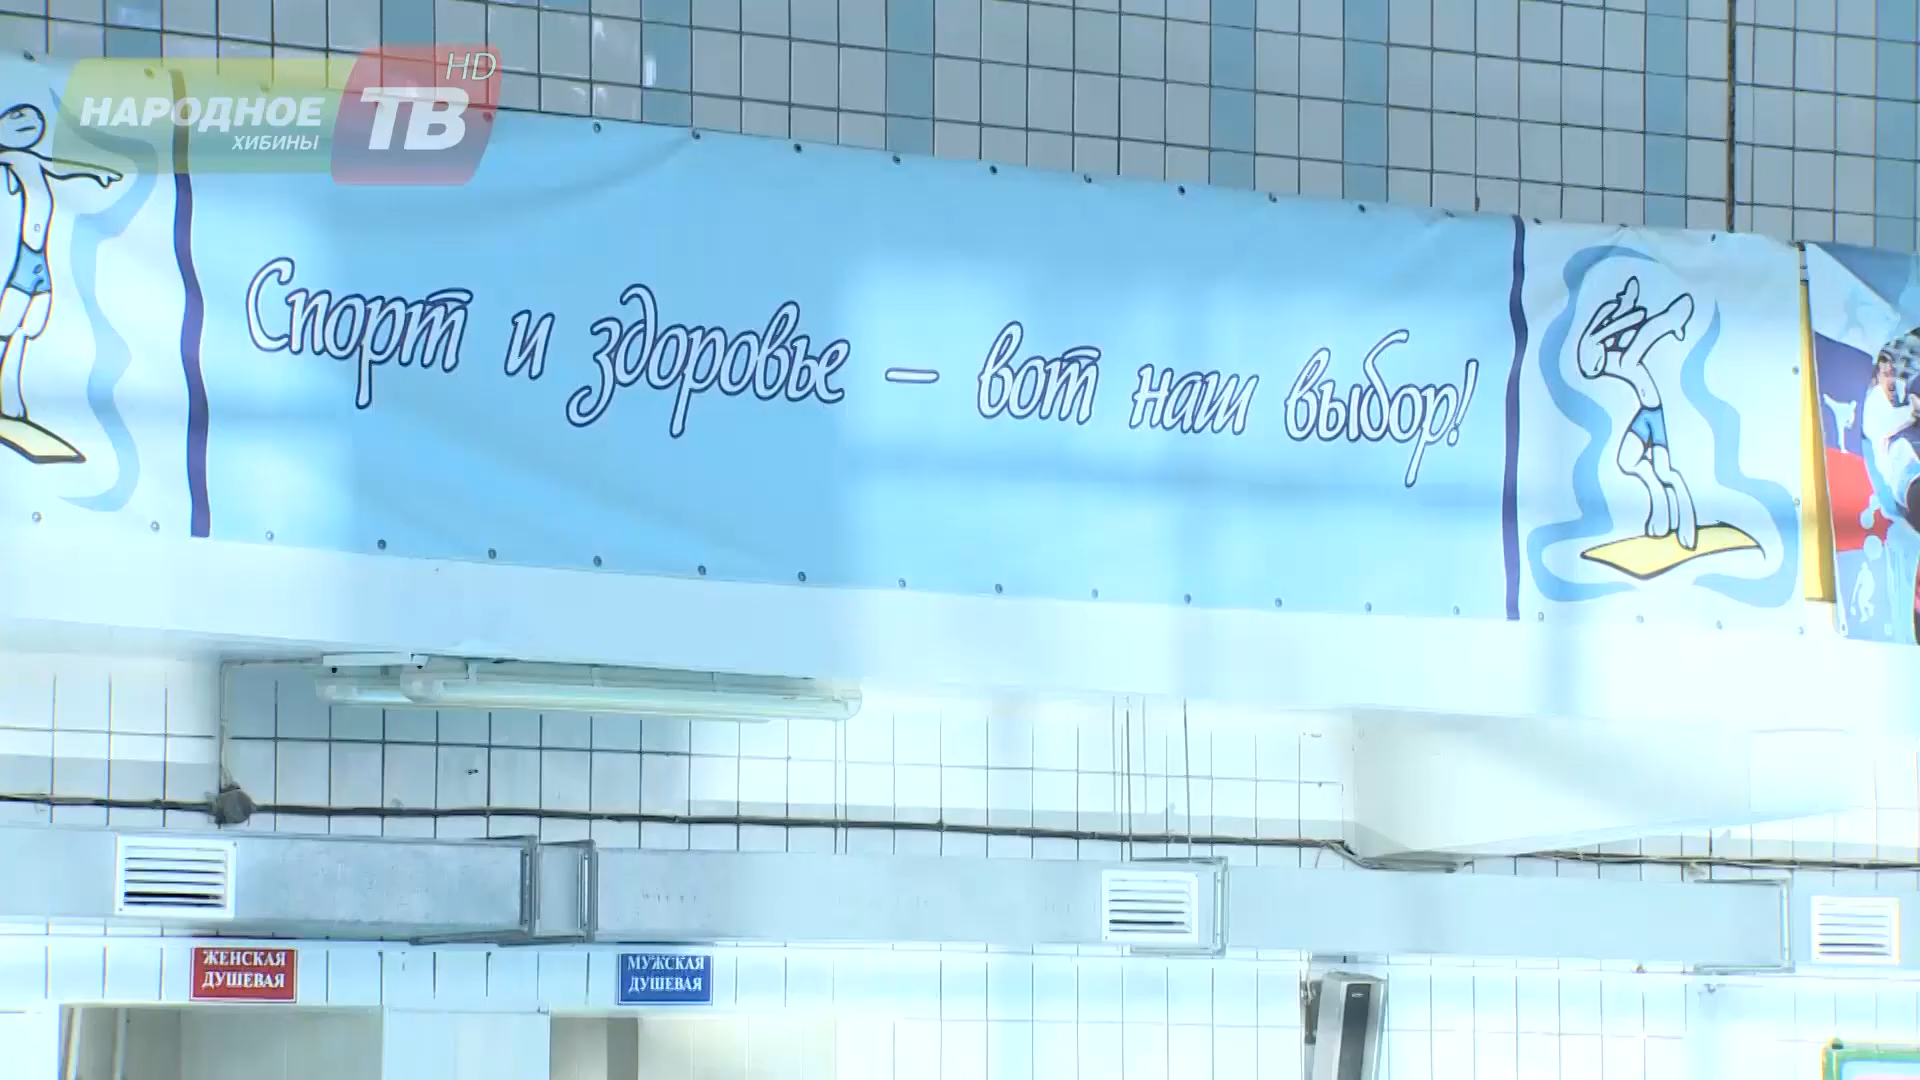 НАРОДНОЕ
ХИБИНЫ
ТВ
HD
Спорт и здоровье – вот наш выбор!
ЖЕНСКАЯ
ДУШЕВАЯ
МУЖСКАЯ
ДУШЕВАЯ